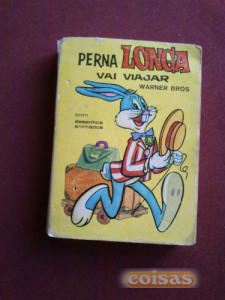 PERNA LONGA
VAI VIAJAR
WARNER BROS
com
desenhos
animados
coisas